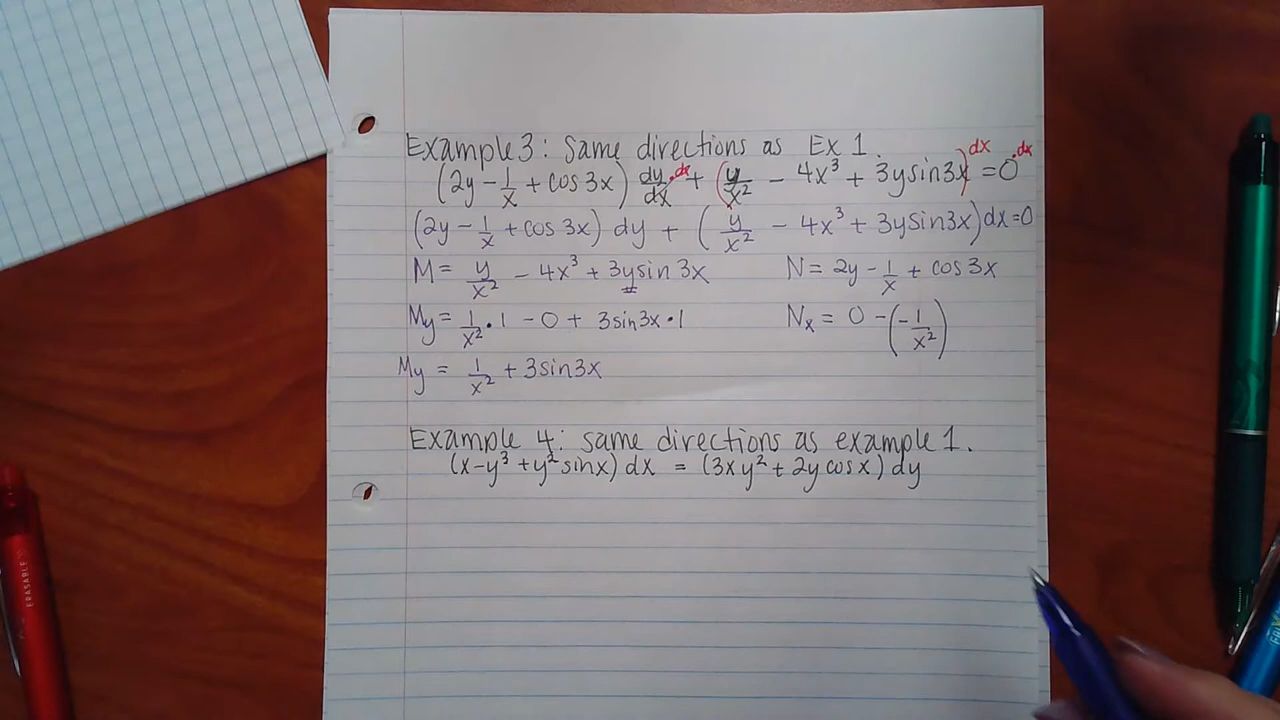 Example 3: Same directions as Ex 1.
(2y - 1/x + cos 3x) dy/dx · dx + (y/x² - 4x³ + 3y sin 3x) dx = 0 · dx
(2y - 1/x + cos 3x) dy + (y/x² - 4x³ + 3y sin 3x) dx = 0
M = y/x² - 4x³ + 3y sin 3x N = 2y - 1/x + cos 3x
My = 1/x² · 1 - 0 + 3 sin 3x · 1 Nx = 0 - (-1/x²)
My = 1/x² + 3 sin 3x
Example 4: same directions as example 1.
(x - y³ + y² sin x) dx = (3xy² + 2y cos x) dy
ERASABLE